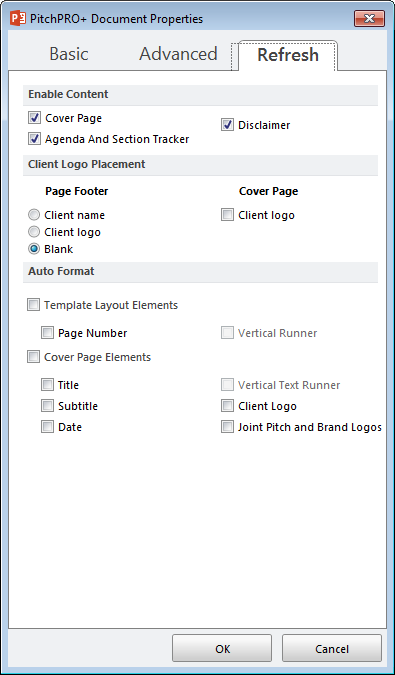 PitchPRO+ Document Properties
Basic Advanced Refresh
Enable Content
Cover Page
Disclaimer
Agenda And Section Tracker
Client Logo Placement
Page Footer Cover Page
Client name Client logo
Client logo
Blank
Auto Format
Template Layout Elements
Page Number Vertical Runner
Cover Page Elements
Title Vertical Text Runner
Subtitle Client Logo
Date Joint Pitch and Brand Logos
OK Cancel